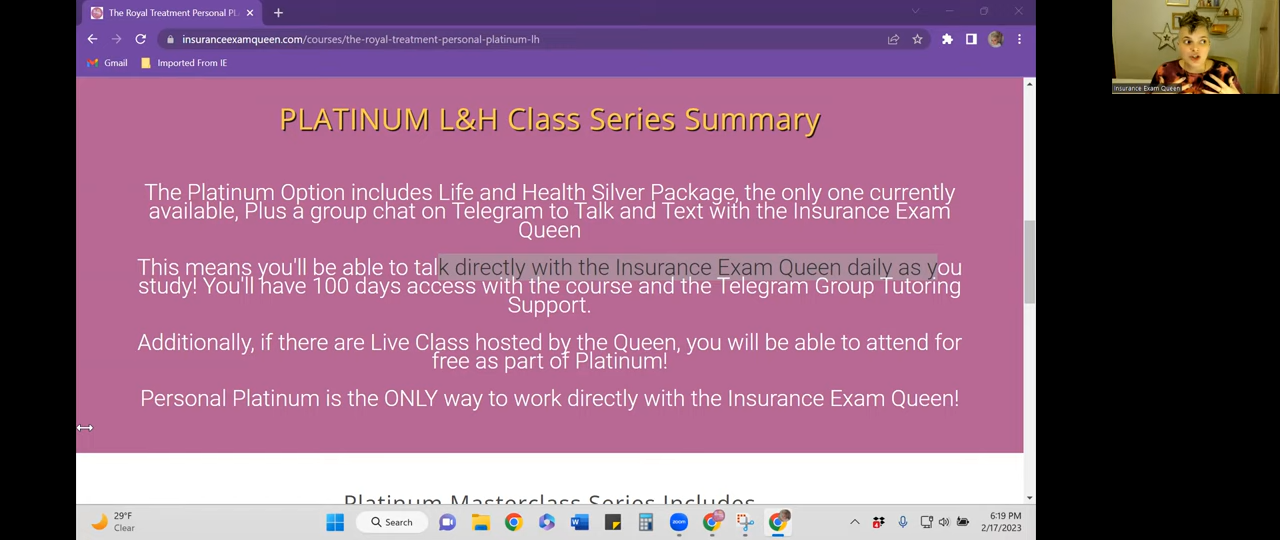 The Royal Treatment Personal Pl
insuranceexamqueen.com/courses/the-royal-treatment-personal-platinum-lh
Gmail
Imported From IE
Insurance Exam Queen
PLATINUM L&H Class Series Summary
The Platinum Option includes Life and Health Silver Package, the only one currently
available, Plus a group chat on Telegram to Talk and Text with the Insurance Exam
Queen
This means you'll be able to talk directly with the Insurance Exam Queen daily as you
study! You'll have 100 days access with the course and the Telegram Group Tutoring
Support.
Additionally, if there are Live Class hosted by the Queen, you will be able to attend for
free as part of Platinum!
Personal Platinum is the ONLY way to work directly with the Insurance Exam Queen!
Platinum Masterclass Series Includes
29°F
Clear
Search
zoom
6:19 PM
2/17/2023